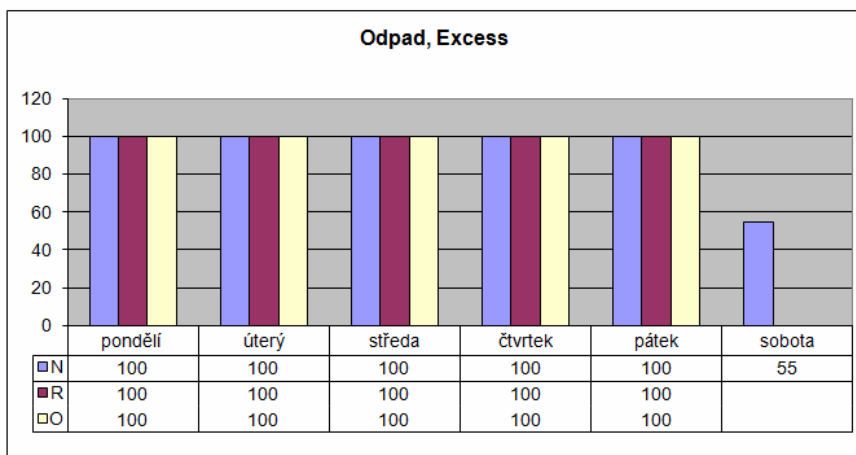 Odpad, Excess
120
100
80
60
40
20
0
pondělí úterý středa čtvrtek pátek sobota
N 100 100 100 100 100 55
R 100 100 100 100 100
O 100 100 100 100 100